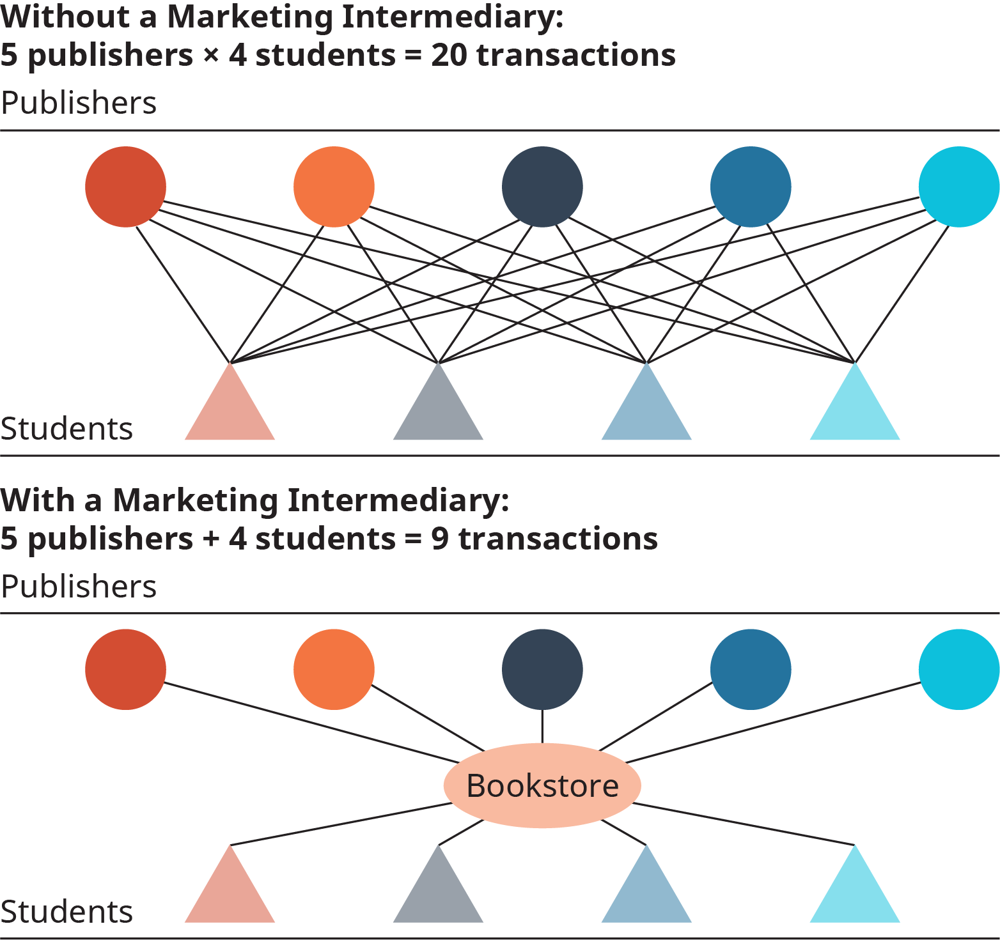 Without a Marketing Intermediary:
5 publishers × 4 students = 20 transactions
Publishers
Students
With a Marketing Intermediary:
5 publishers + 4 students = 9 transactions
Publishers
Bookstore
Students